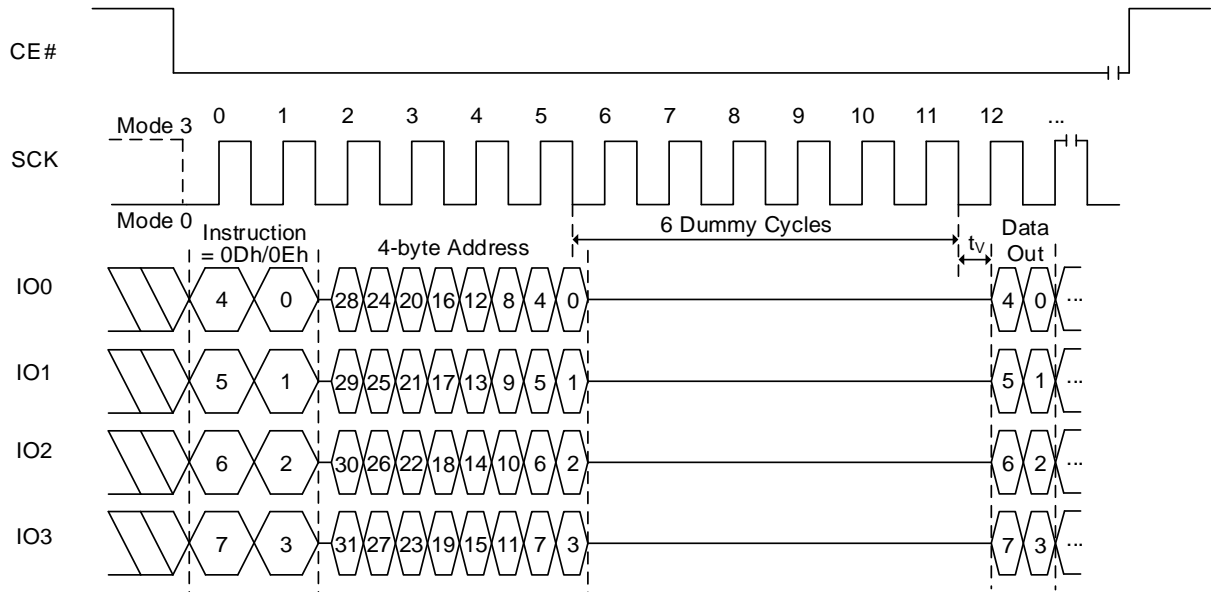 CE#
0 1 2 3 4 5 6 7 8 9 10 11 12 ...
Mode 3
SCK
Mode 0
Instruction
= 0Dh/0Eh
4-byte Address
6 Dummy Cycles
tV
Data
Out
IO0 4 0 28 24 20 16 12 8 4 0 4 0 ...
IO1 5 1 29 25 21 17 13 9 5 1 5 1 ...
IO2 6 2 30 26 22 18 14 10 6 2 6 2 ...
IO3 7 3 31 27 23 19 15 11 7 3 7 3 ...